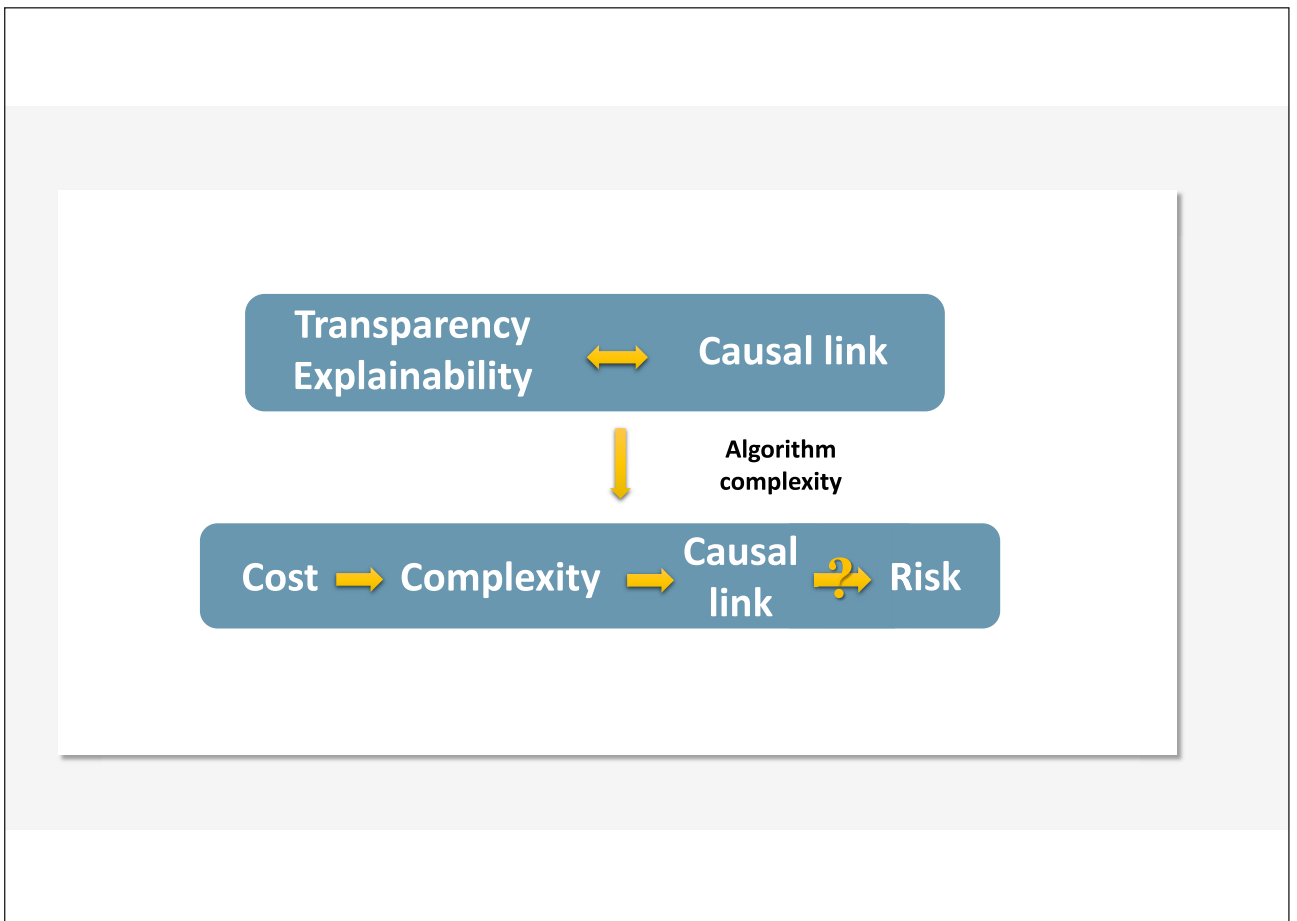 Transparency
Explainability
Causal link
Algorithm
complexity
Cost
Complexity
Causal
link
?
Risk